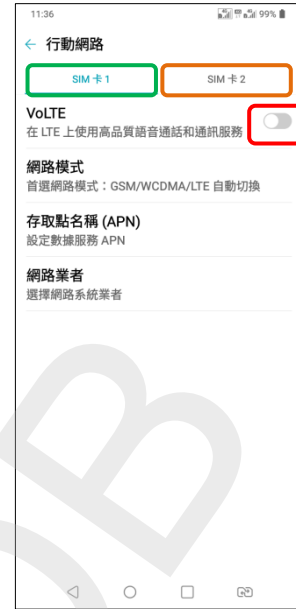 11:36
99%
← 行動網路
SIM 卡 1
SIM 卡 2
VoLTE
在 LTE 上使用高品質語音通話和通訊服務
網路模式
首選網路模式：GSM/WCDMA/LTE 自動切換
存取點名稱 (APN)
設定數據服務 APN
網路業者
選擇網路系統業者